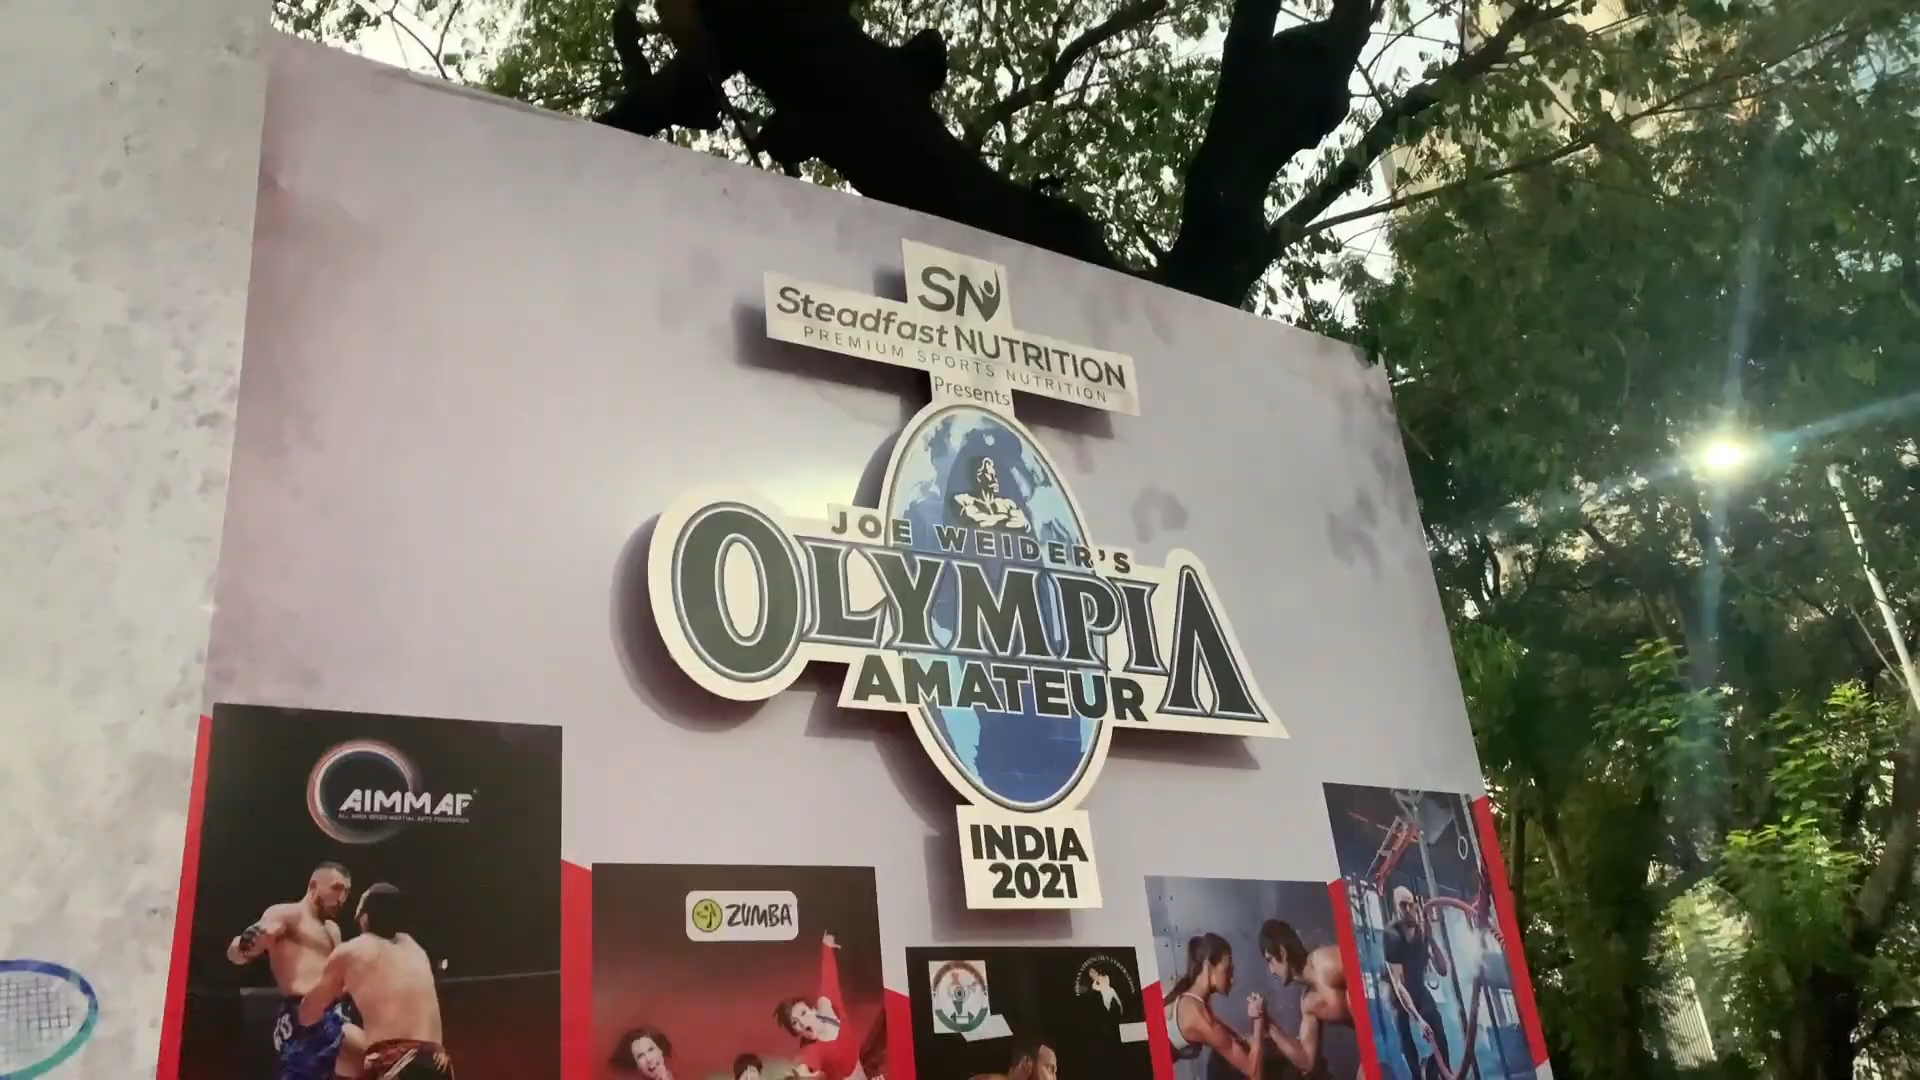 SN
Steadfast NUTRITION
PREMIUM SPORTS NUTRITION
Presents
JOE WEIDER'S
OLYMPIA
AMATEUR
INDIA
2021
AIMMAF
ZUMBA